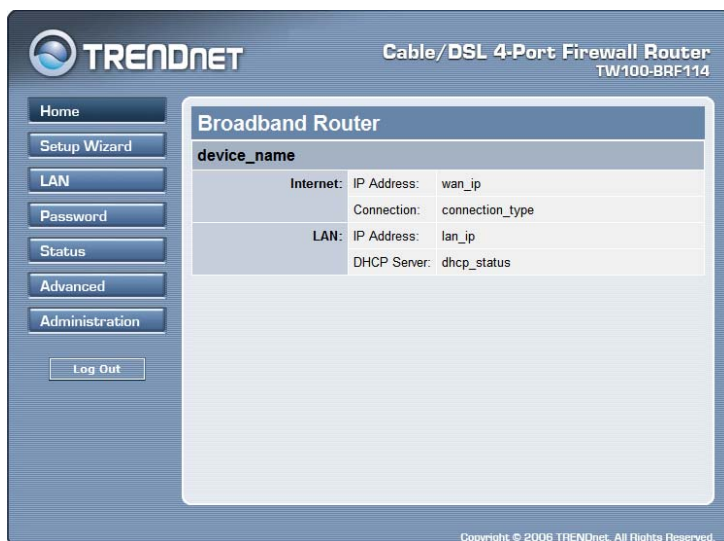 TRENDNET
Cable/DSL 4-Port Firewall Router
TW100-BRF114
Home
Setup Wizard
LAN
Password
Status
Advanced
Administration
Log Out
Broadband Router
device_name
Internet: IP Address: wan_ip
Connection: connection_type
LAN: IP Address: lan_ip
DHCP Server: dhcp_status
Copyright © 2006 TRENDnet. All Rights Reserved.